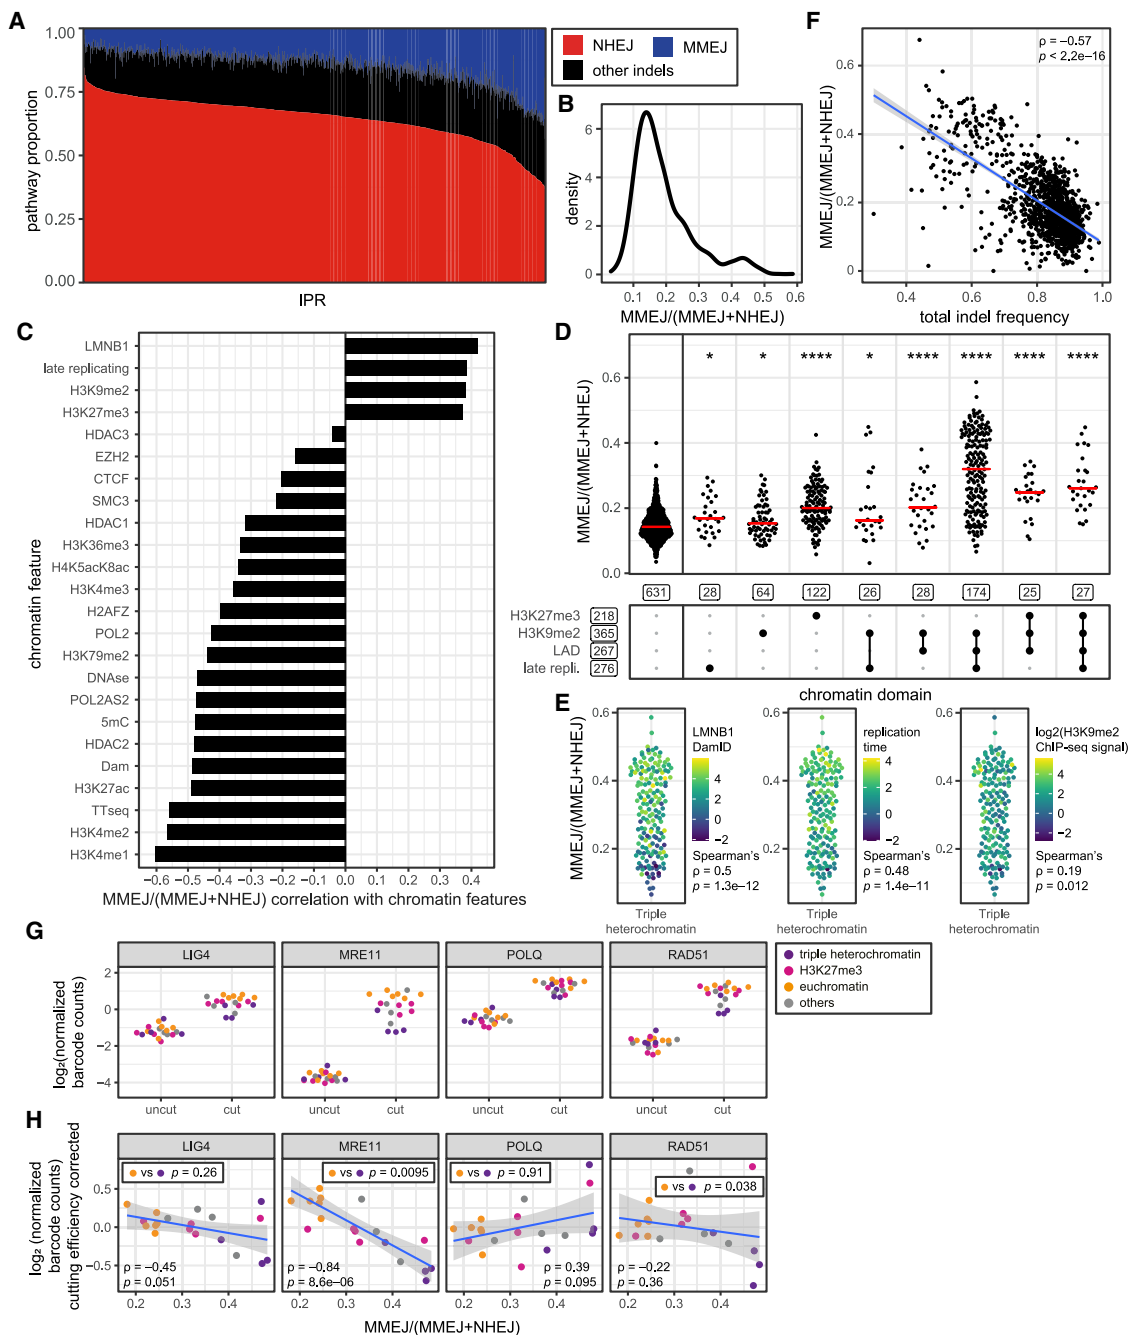 A
1.00
0.75
0.50
0.25
0.00
pathway proportion
IPR
NHEJ
MMEJ
other indels
B
6
4
2
0
density
0.1 0.2 0.3 0.4 0.5 0.6
MMEJ/(MMEJ+NHEJ)
F
ρ = −0.57
p < 2.2e−16
0.6
0.4
0.2
0
MMEJ/(MMEJ+NHEJ)
0.4 0.6 0.8 1.0
total indel frequency
C
LMNB1
late replicating
H3K9me2
H3K27me3
HDAC3
EZH2
CTCF
SMC3
HDAC1
H3K36me3
H4K5acK8ac
H3K4me3
H2AFZ
POL2
H3K79me2
DNAse
POL2AS2
5mC
HDAC2
Dam
H3K27ac
TTseq
H3K4me2
H3K4me1
chromatin feature
−0.6 −0.5 −0.4 −0.3 −0.2 −0.1 0.0 0.1 0.2 0.3 0.4
MMEJ/(MMEJ+NHEJ) correlation with chromatin features
D
* * **** * **** **** **** ****
0.6
0.4
0.2
0.0
MMEJ/(MMEJ+NHEJ)
631 28 64 122 26 28 174 25 27
H3K27me3 218
H3K9me2 365
LAD 267
late repli. 276
chromatin domain
E
0.6
0.4
0.2
MMEJ/(MMEJ+NHEJ)
LMNB1
DamID
4
2
0
−2
Spearman's
ρ = 0.5
p = 1.3e−12
Triple
heterochromatin
replication
time
4
2
0
−2
Spearman's
ρ = 0.48
p = 1.4e−11
Triple
heterochromatin
log2(H3K9me2
ChIP-seq signal)
4
2
0
−2
Spearman's
ρ = 0.19
p = 0.012
Triple
heterochromatin
G
LIG4 MRE11 POLQ RAD51
2
0
−2
−4
log₂(normalized
barcode counts)
uncut cut uncut cut uncut cut uncut cut
triple heterochromatin
H3K27me3
euchromatin
others
H
LIG4 MRE11 POLQ RAD51
vs p = 0.26
vs p = 0.0095
vs p = 0.91
vs p = 0.038
0.5
0.0
−0.5
log₂ (normalized
barcode counts)
cutting efficiency corrected
ρ = −0.45
p = 0.051
ρ = −0.84
p = 8.6e−06
ρ = 0.39
p = 0.095
ρ = −0.22
p = 0.36
0.2 0.3 0.4 0.2 0.3 0.4 0.2 0.3 0.4 0.2 0.3 0.4
MMEJ/(MMEJ+NHEJ)